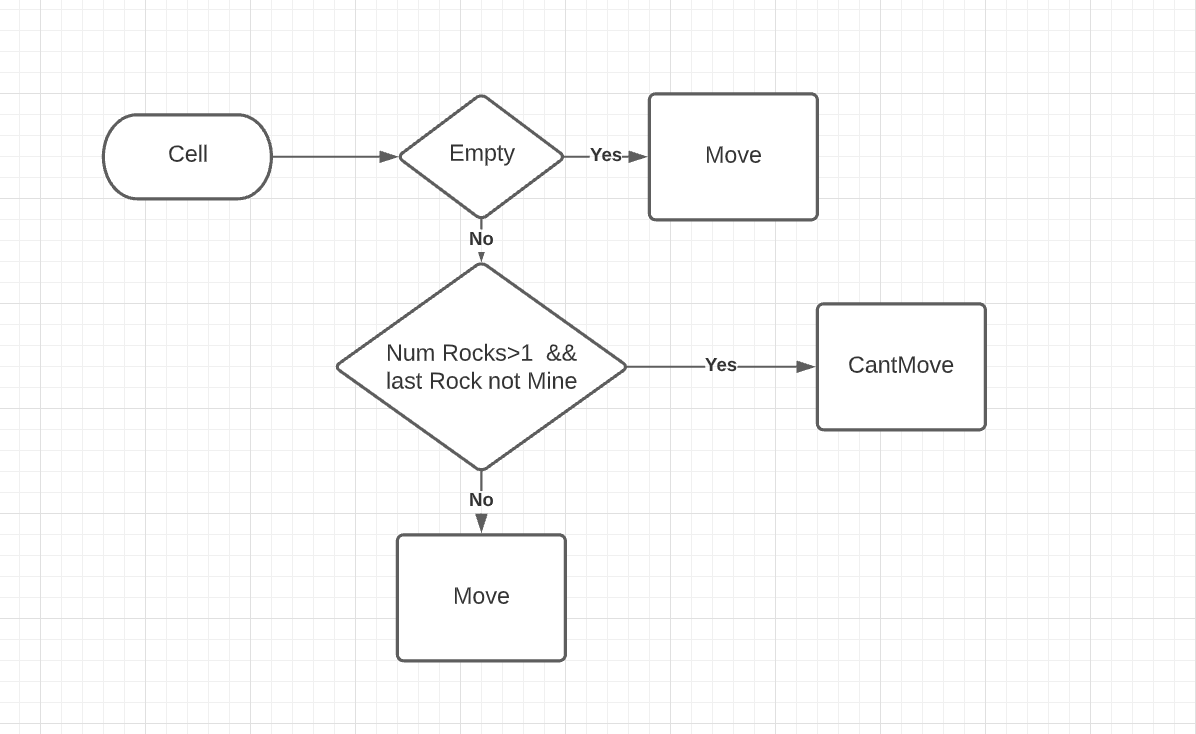 Cell
Empty
Yes
Move
No
Num Rocks>1  &&
last Rock not Mine
Yes
CantMove
No
Move